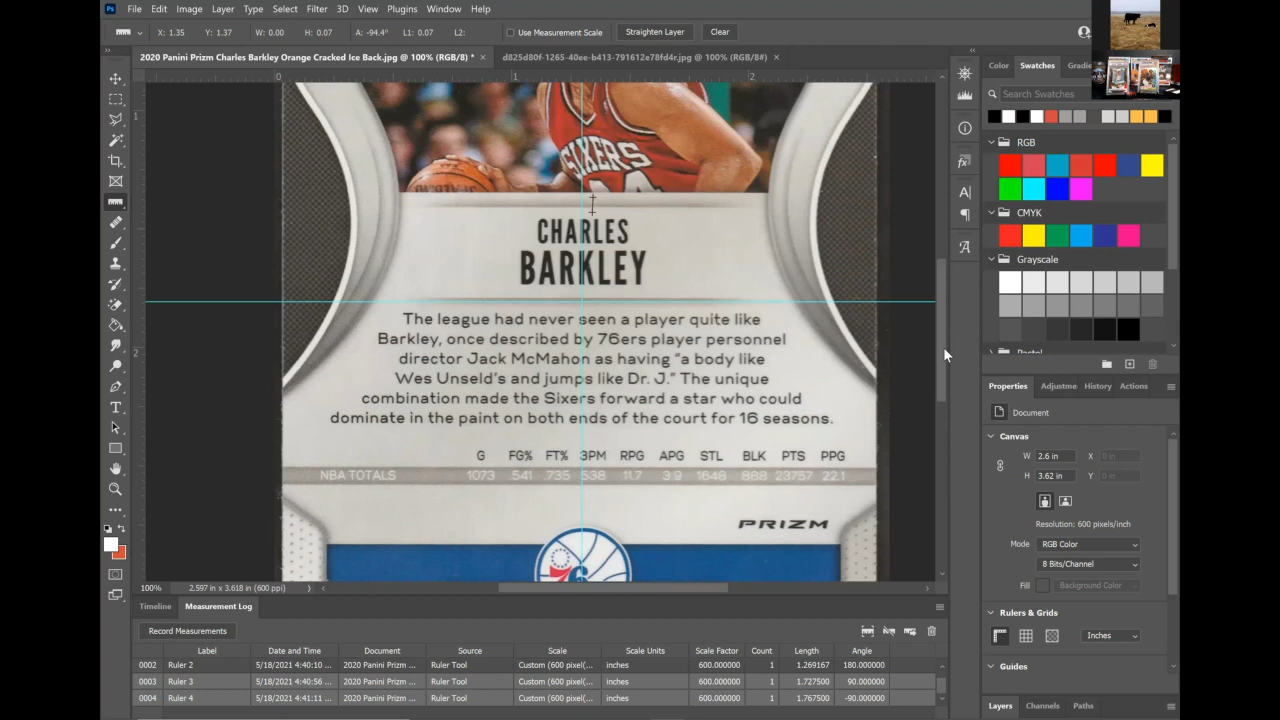 File Edit Image Layer Type Select Filter 3D View Plugins Window Help
X: 1.35 Y: 1.37 W: 0.00 H: 0.07 A: -94.4° L1: 0.07 L2: Use Measurement Scale Straighten Layer Clear
2020 Panini Prizm Charles Barkley Orange Cracked Ice Back.jpg @ 100% (RGB/8) * × d825d80f-1265-40ee-b413-791612e78fd4r.jpg @ 100% (RGB/8#) ×
0 1 2
1
2
SIXERS
CHARLES
BARKLEY
The league had never seen a player quite like
Barkley, once described by 76ers player personnel
director Jack McMahon as having “a body like
Wes Unseld's and jumps like Dr. J.” The unique
combination made the Sixers forward a star who could
dominate in the paint on both ends of the court for 16 seasons.
G FG% FT% 3PM RPG APG STL BLK PTS PPG
NBA TOTALS 1073 .541 .735 538 11.7 3.9 1648 888 23757 22.1
PRIZM
76
100% 2.597 in x 3.618 in (600 ppi)
Timeline Measurement Log
Record Measurements
Label Date and Time Document Source Scale Scale Units Scale Factor Count Length Angle
0002 Ruler 2 5/18/2021 4:40:10 ... 2020 Panini Prizm ... Ruler Tool Custom (600 pixel(... inches 600.000000 1 1.269167 180.000000
0003 Ruler 3 5/18/2021 4:40:56 ... 2020 Panini Prizm ... Ruler Tool Custom (600 pixel(... inches 600.000000 1 1.727500 90.000000
0004 Ruler 4 5/18/2021 4:41:11 ... 2020 Panini Prizm ... Ruler Tool Custom (600 pixel(... inches 600.000000 1 1.767500 -90.000000
Color Swatches
Search Swatches
RGB
CMYK
Grayscale
Pastel
Properties History Actions
Document
Canvas
W 2.6 in X 0 in
H 3.62 in Y 0 in
Resolution: 600 pixels/inch
Mode RGB Color
8 Bits/Channel
Fill Background Color
Rulers & Grids
Inches
Guides
Layers Channels Paths